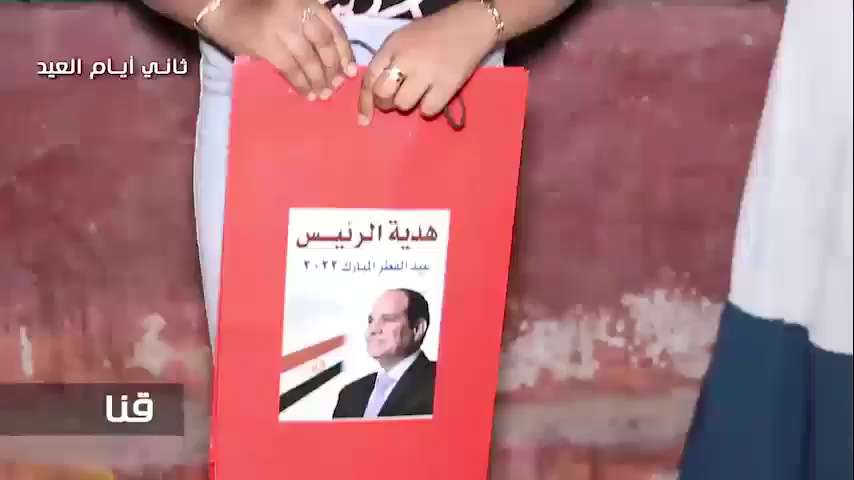 ثاني أيام العيد
هدية الرئيس
عيد الفطر المبارك ٢٠٢٢
قنا